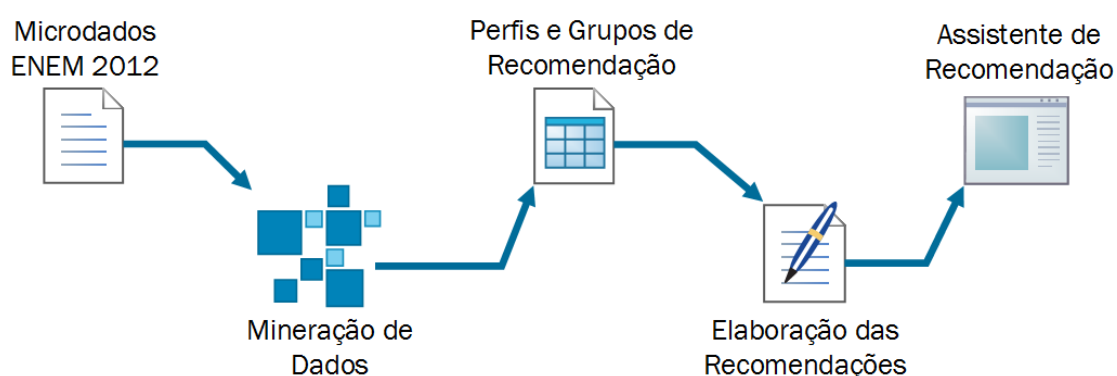 Microdados
ENEM 2012
Perfis e Grupos de
Recomendação
Assistente de
Recomendação
Mineração de
Dados
Elaboração das
Recomendações